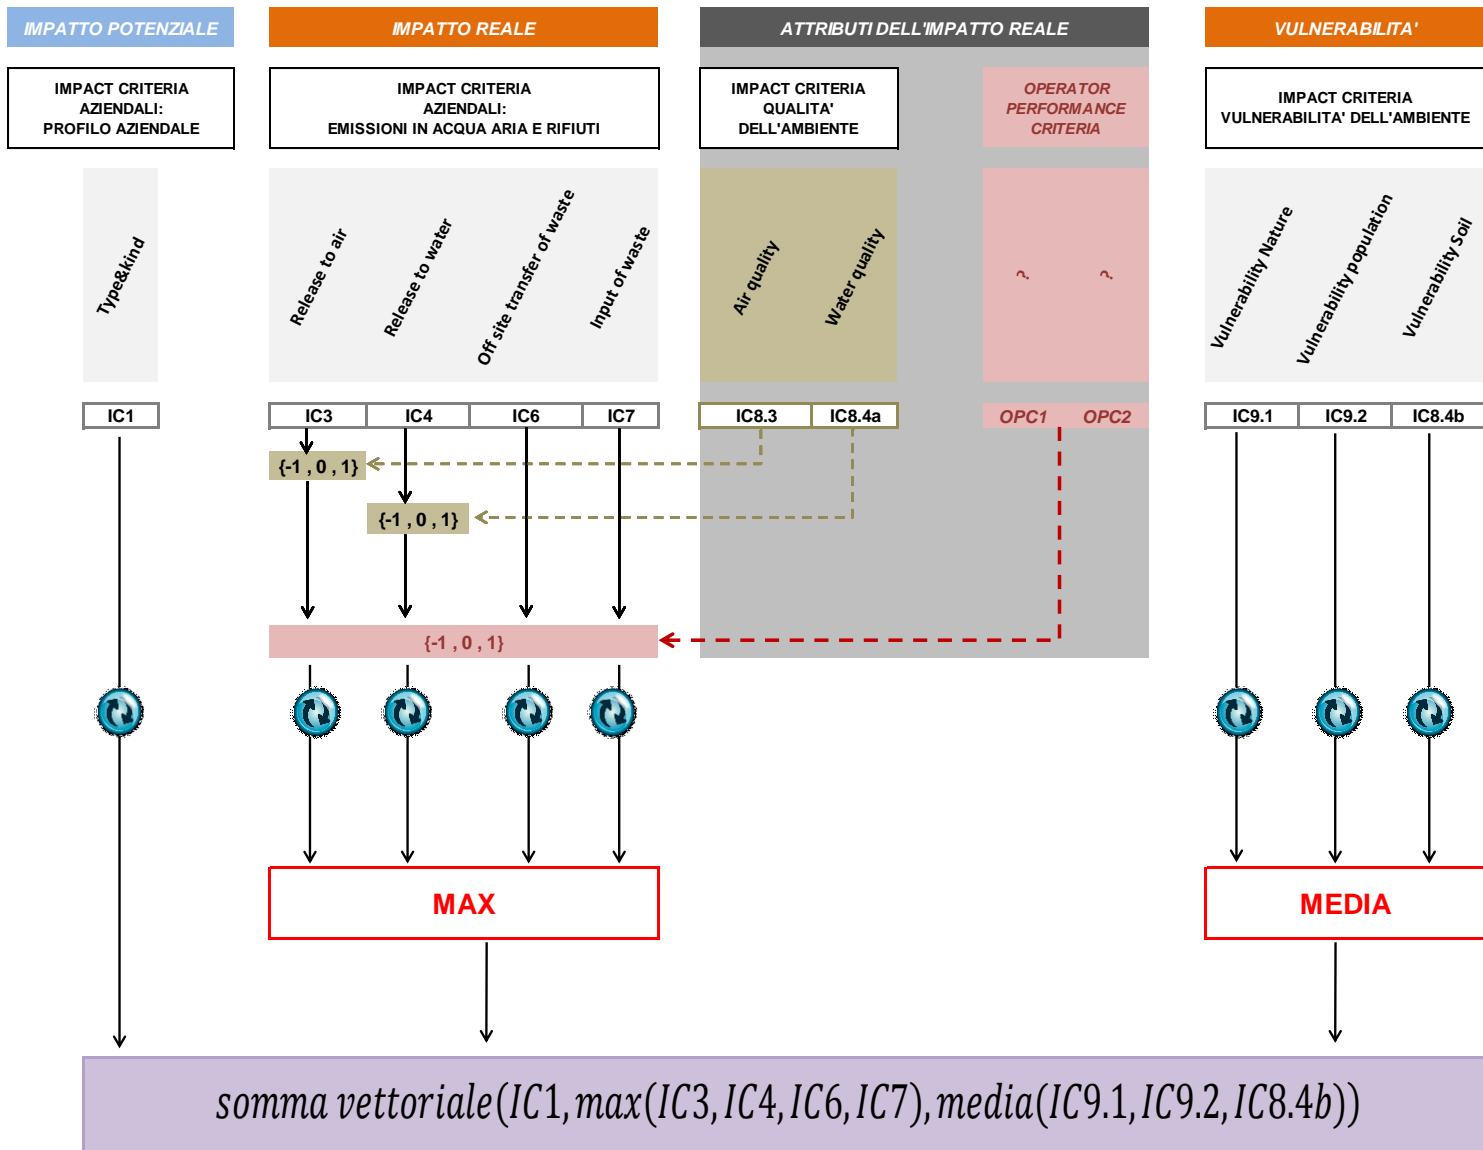 IMPATTO POTENZIALE
IMPATTO REALE
ATTRIBUTI DELL'IMPATTO REALE
VULNERABILITA'
IMPACT CRITERIA
AZIENDALI:
PROFILO AZIENDALE
IMPACT CRITERIA
AZIENDALI:
EMISSIONI IN ACQUA ARIA E RIFIUTI
IMPACT CRITERIA
QUALITA'
DELL'AMBIENTE
OPERATOR
PERFORMANCE
CRITERIA
IMPACT CRITERIA
VULNERABILITA' DELL'AMBIENTE
Type&kind
Release to air
Release to water
Off site transfer of waste
Input of waste
Air quality
Water quality
?
?
Vulnerability Nature
Vulnerability population
Vulnerability Soil
IC1
IC3
IC4
IC6
IC7
IC8.3
IC8.4a
OPC1
OPC2
IC9.1
IC9.2
IC8.4b
{-1 , 0 , 1}
{-1 , 0 , 1}
{-1 , 0 , 1}
MAX
MEDIA
somma vettoriale(IC1, max(IC3, IC4, IC6, IC7), media(IC9.1, IC9.2, IC8.4b))